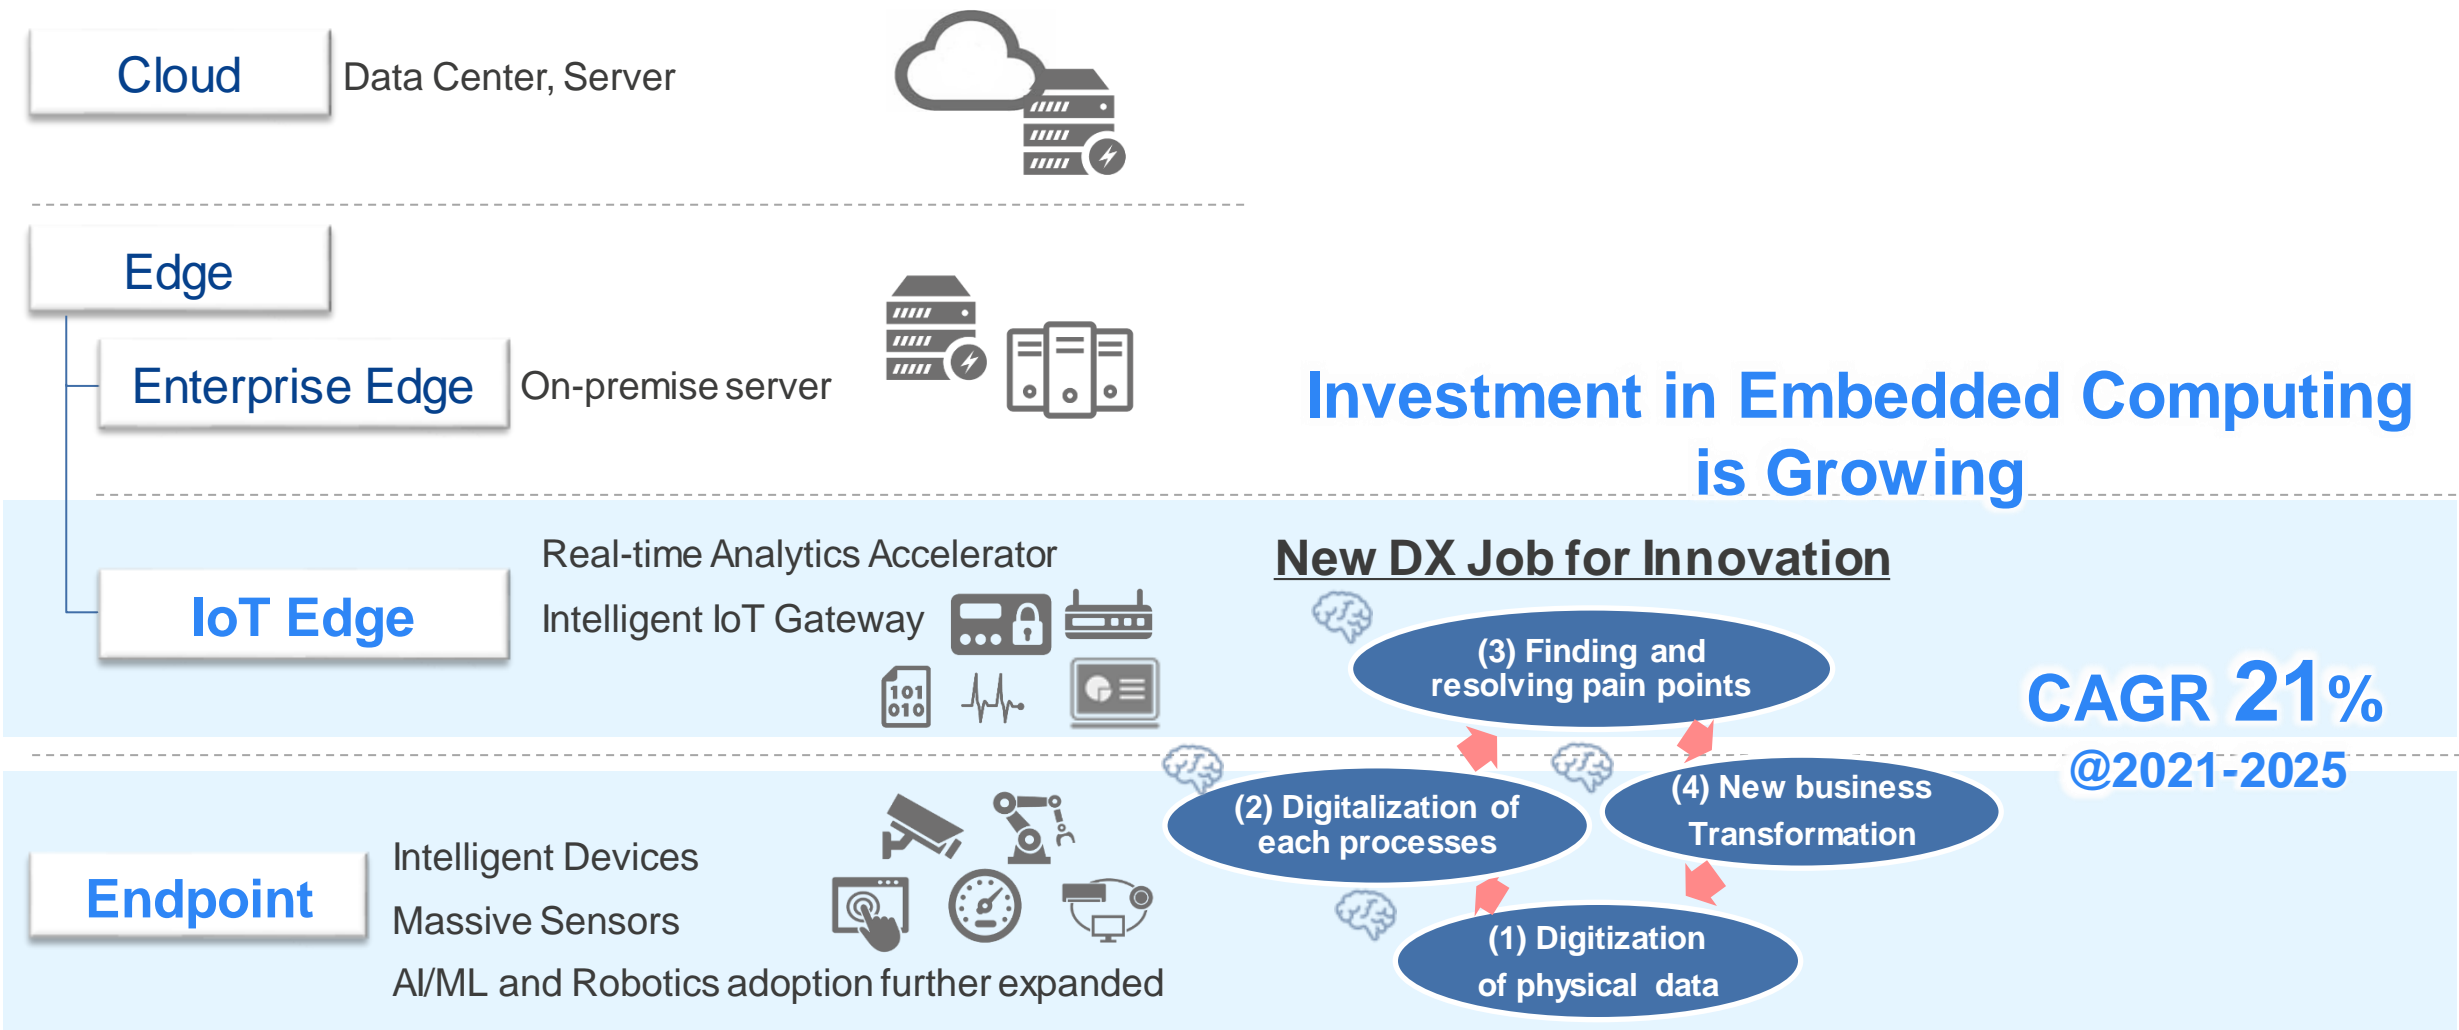 Cloud
Data Center, Server
Edge
Enterprise Edge
On-premise server
Investment in Embedded Computing
is Growing
IoT Edge
Real-time Analytics Accelerator
Intelligent IoT Gateway
101
010
New DX Job for Innovation
(3) Finding and
resolving pain points
CAGR 21%
@2021-2025
(2) Digitalization of
each processes
(4) New business
Transformation
(1) Digitization
of physical data
Endpoint
Intelligent Devices
Massive Sensors
AI/ML and Robotics adoption further expanded